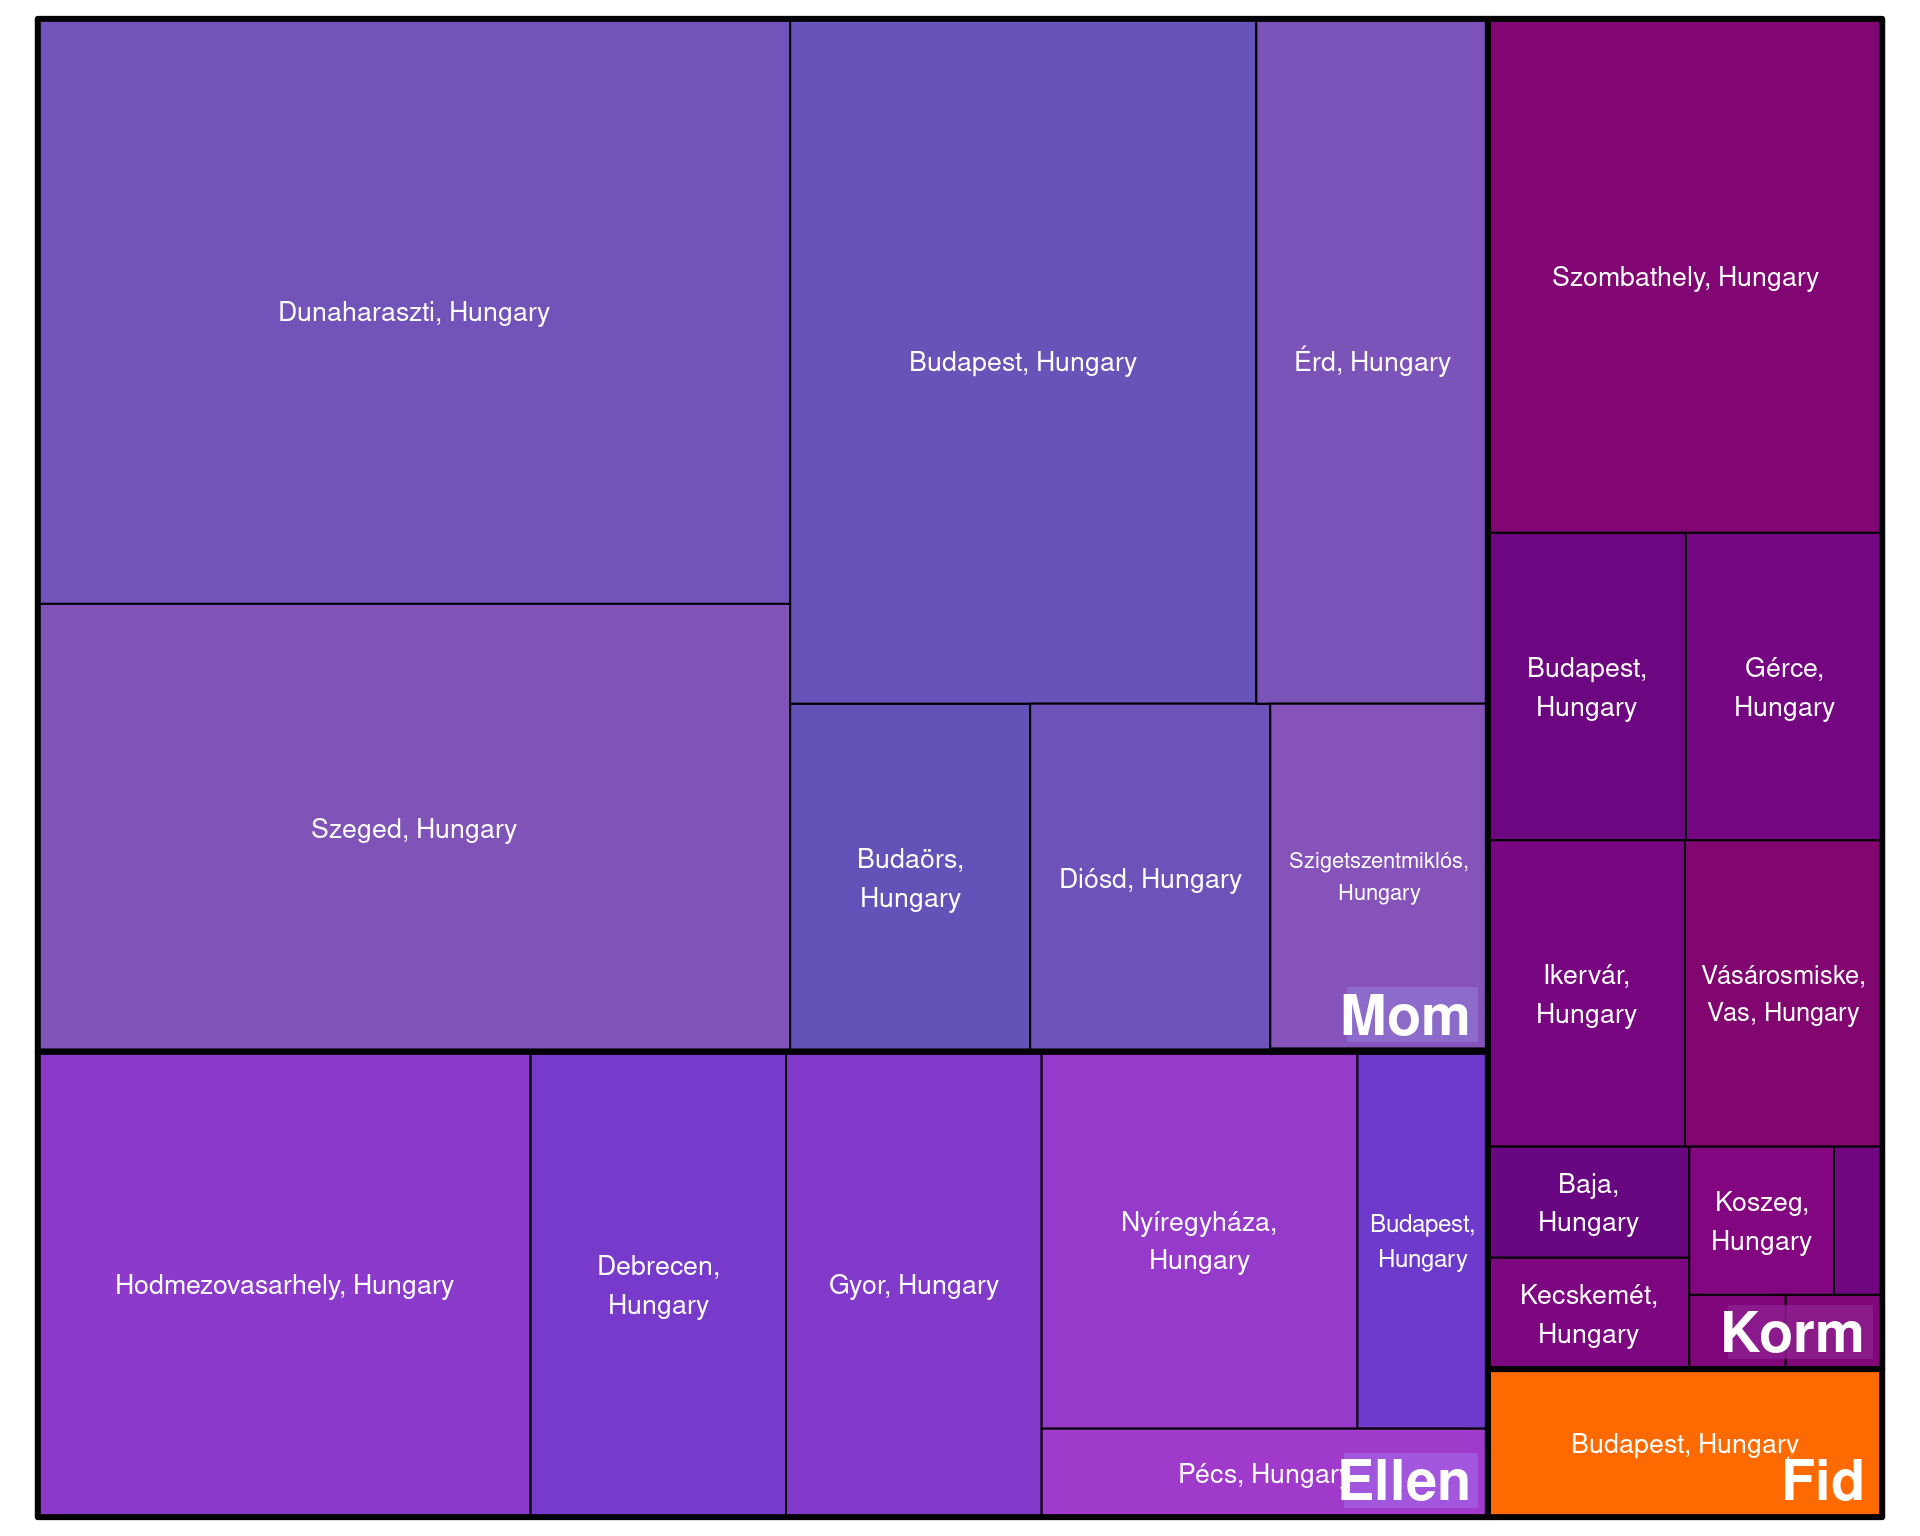 Dunaharaszti, Hungary
Budapest, Hungary
Érd, Hungary
Szeged, Hungary
Budaörs,
Hungary
Diósd, Hungary
Szigetszentmiklós,
Hungary
Mom
Hodmezovasarhely, Hungary
Debrecen,
Hungary
Gyor, Hungary
Nyíregyháza,
Hungary
Budapest,
Hungary
Pécs, Hungary
Ellen
Szombathely, Hungary
Budapest,
Hungary
Gérce,
Hungary
Ikervár,
Hungary
Vásárosmiske,
Vas, Hungary
Baja,
Hungary
Koszeg,
Hungary
Kecskemét,
Hungary
Korm
Budapest, Hungary
Fid